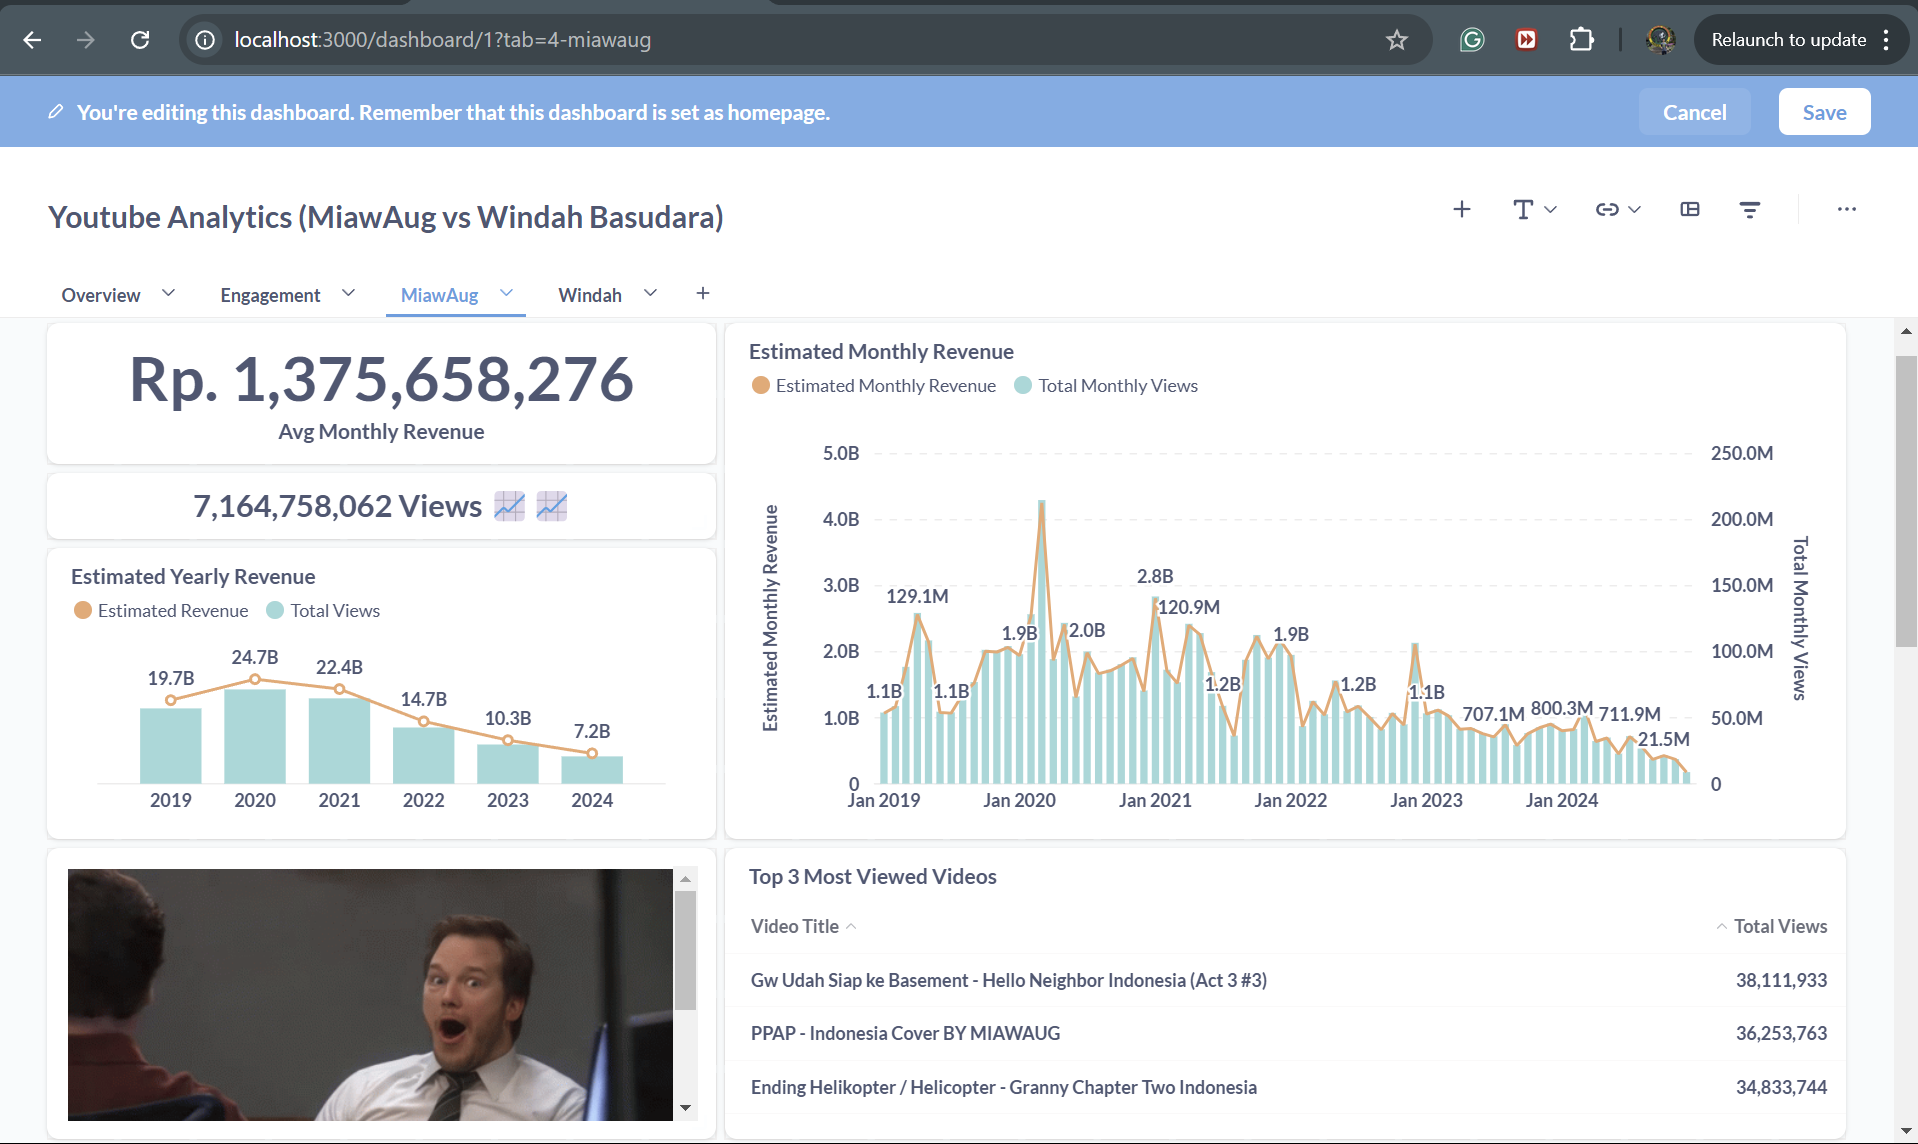 localhost:3000/dashboard/1?tab=4-miawaug
Relaunch to update
You're editing this dashboard. Remember that this dashboard is set as homepage.
Cancel
Save
Youtube Analytics (MiawAug vs Windah Basudara)
Overview
Engagement
MiawAug
Windah
Rp. 1,375,658,276
Avg Monthly Revenue
7,164,758,062 Views 📈 📈
Estimated Yearly Revenue
Estimated Revenue
Total Views
19.7B
24.7B
22.4B
14.7B
10.3B
7.2B
2019
2020
2021
2022
2023
2024
Estimated Monthly Revenue
Estimated Monthly Revenue
Total Monthly Views
Estimated Monthly Revenue
5.0B
4.0B
3.0B
2.0B
1.0B
0
250.0M
200.0M
150.0M
100.0M
50.0M
0
Total Monthly Views
1.1B
129.1M
1.1B
1.9B
2.0B
2.8B
120.9M
1.2B
1.9B
1.2B
1.1B
707.1M
800.3M
711.9M
21.5M
Jan 2019
Jan 2020
Jan 2021
Jan 2022
Jan 2023
Jan 2024
Top 3 Most Viewed Videos
Video Title
Total Views
Gw Udah Siap ke Basement - Hello Neighbor Indonesia (Act 3 #3)
38,111,933
PPAP - Indonesia Cover BY MIAWAUG
36,253,763
Ending Helikopter / Helicopter - Granny Chapter Two Indonesia
34,833,744